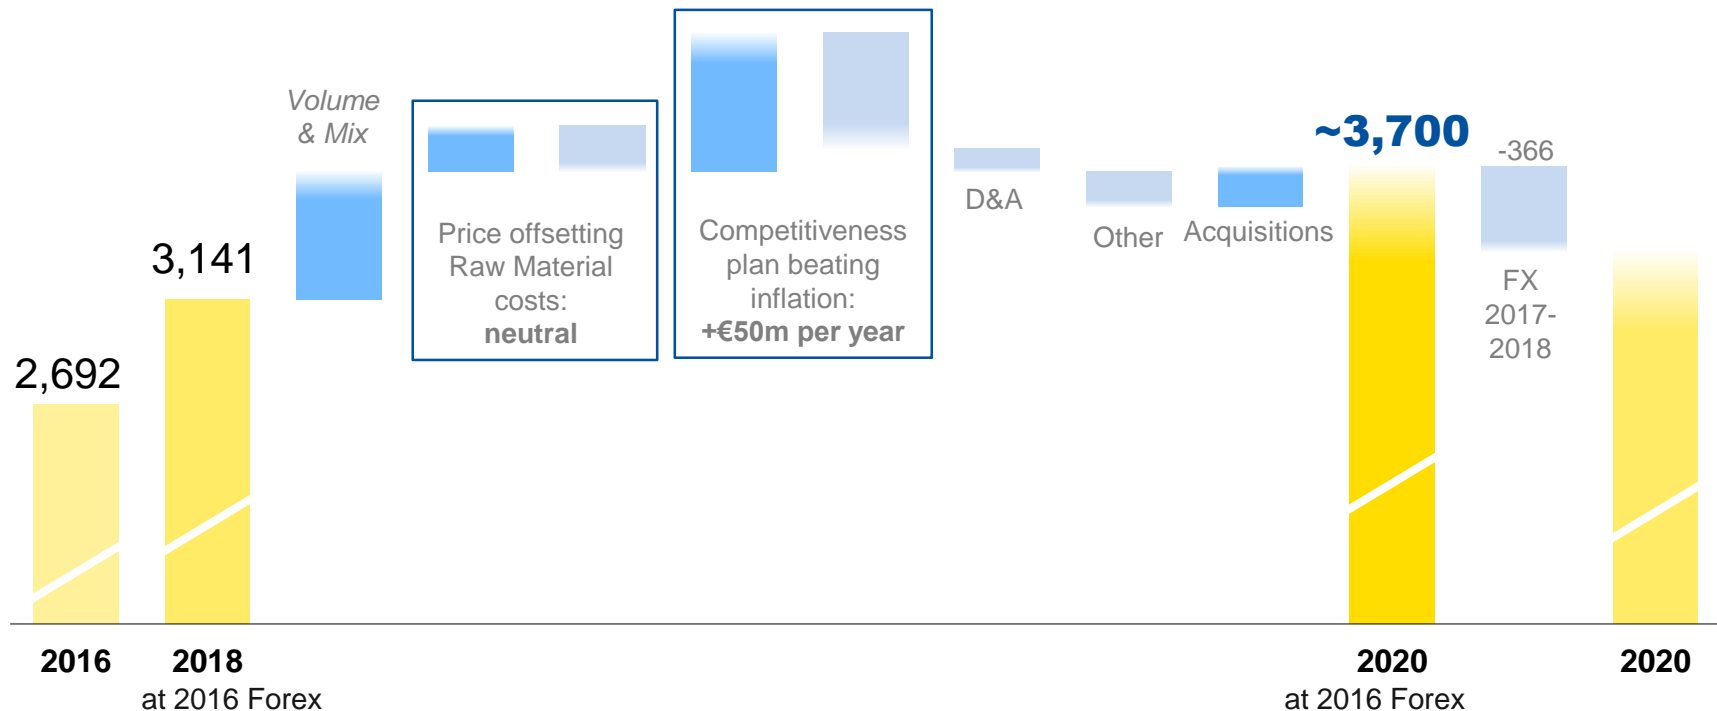 2,692
3,141
Volume
& Mix
Price offsetting
Raw Material
costs:
neutral
Competitiveness
plan beating
inflation:
+€50m per year
D&A
Other
Acquisitions
~3,700
-366
FX
2017-
2018
2016
2018
at 2016 Forex
2020
at 2016 Forex
2020